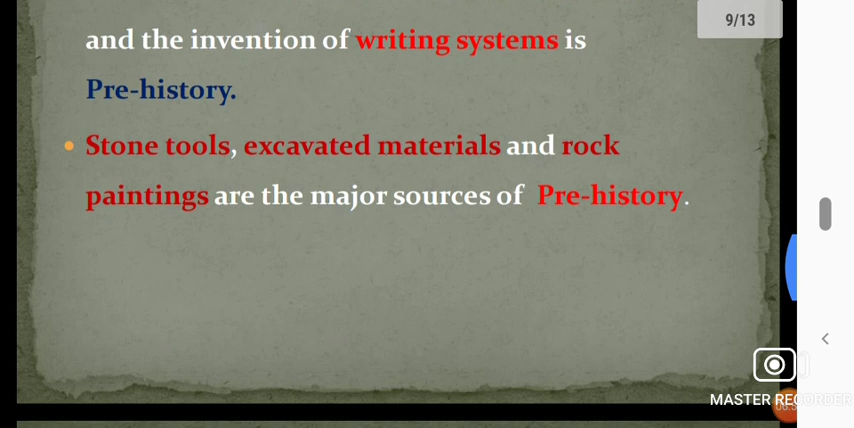 9/13
and the invention of writing systems is
Pre-history.
• Stone tools, excavated materials and rock
paintings are the major sources of Pre-history.
MASTER RECORDER